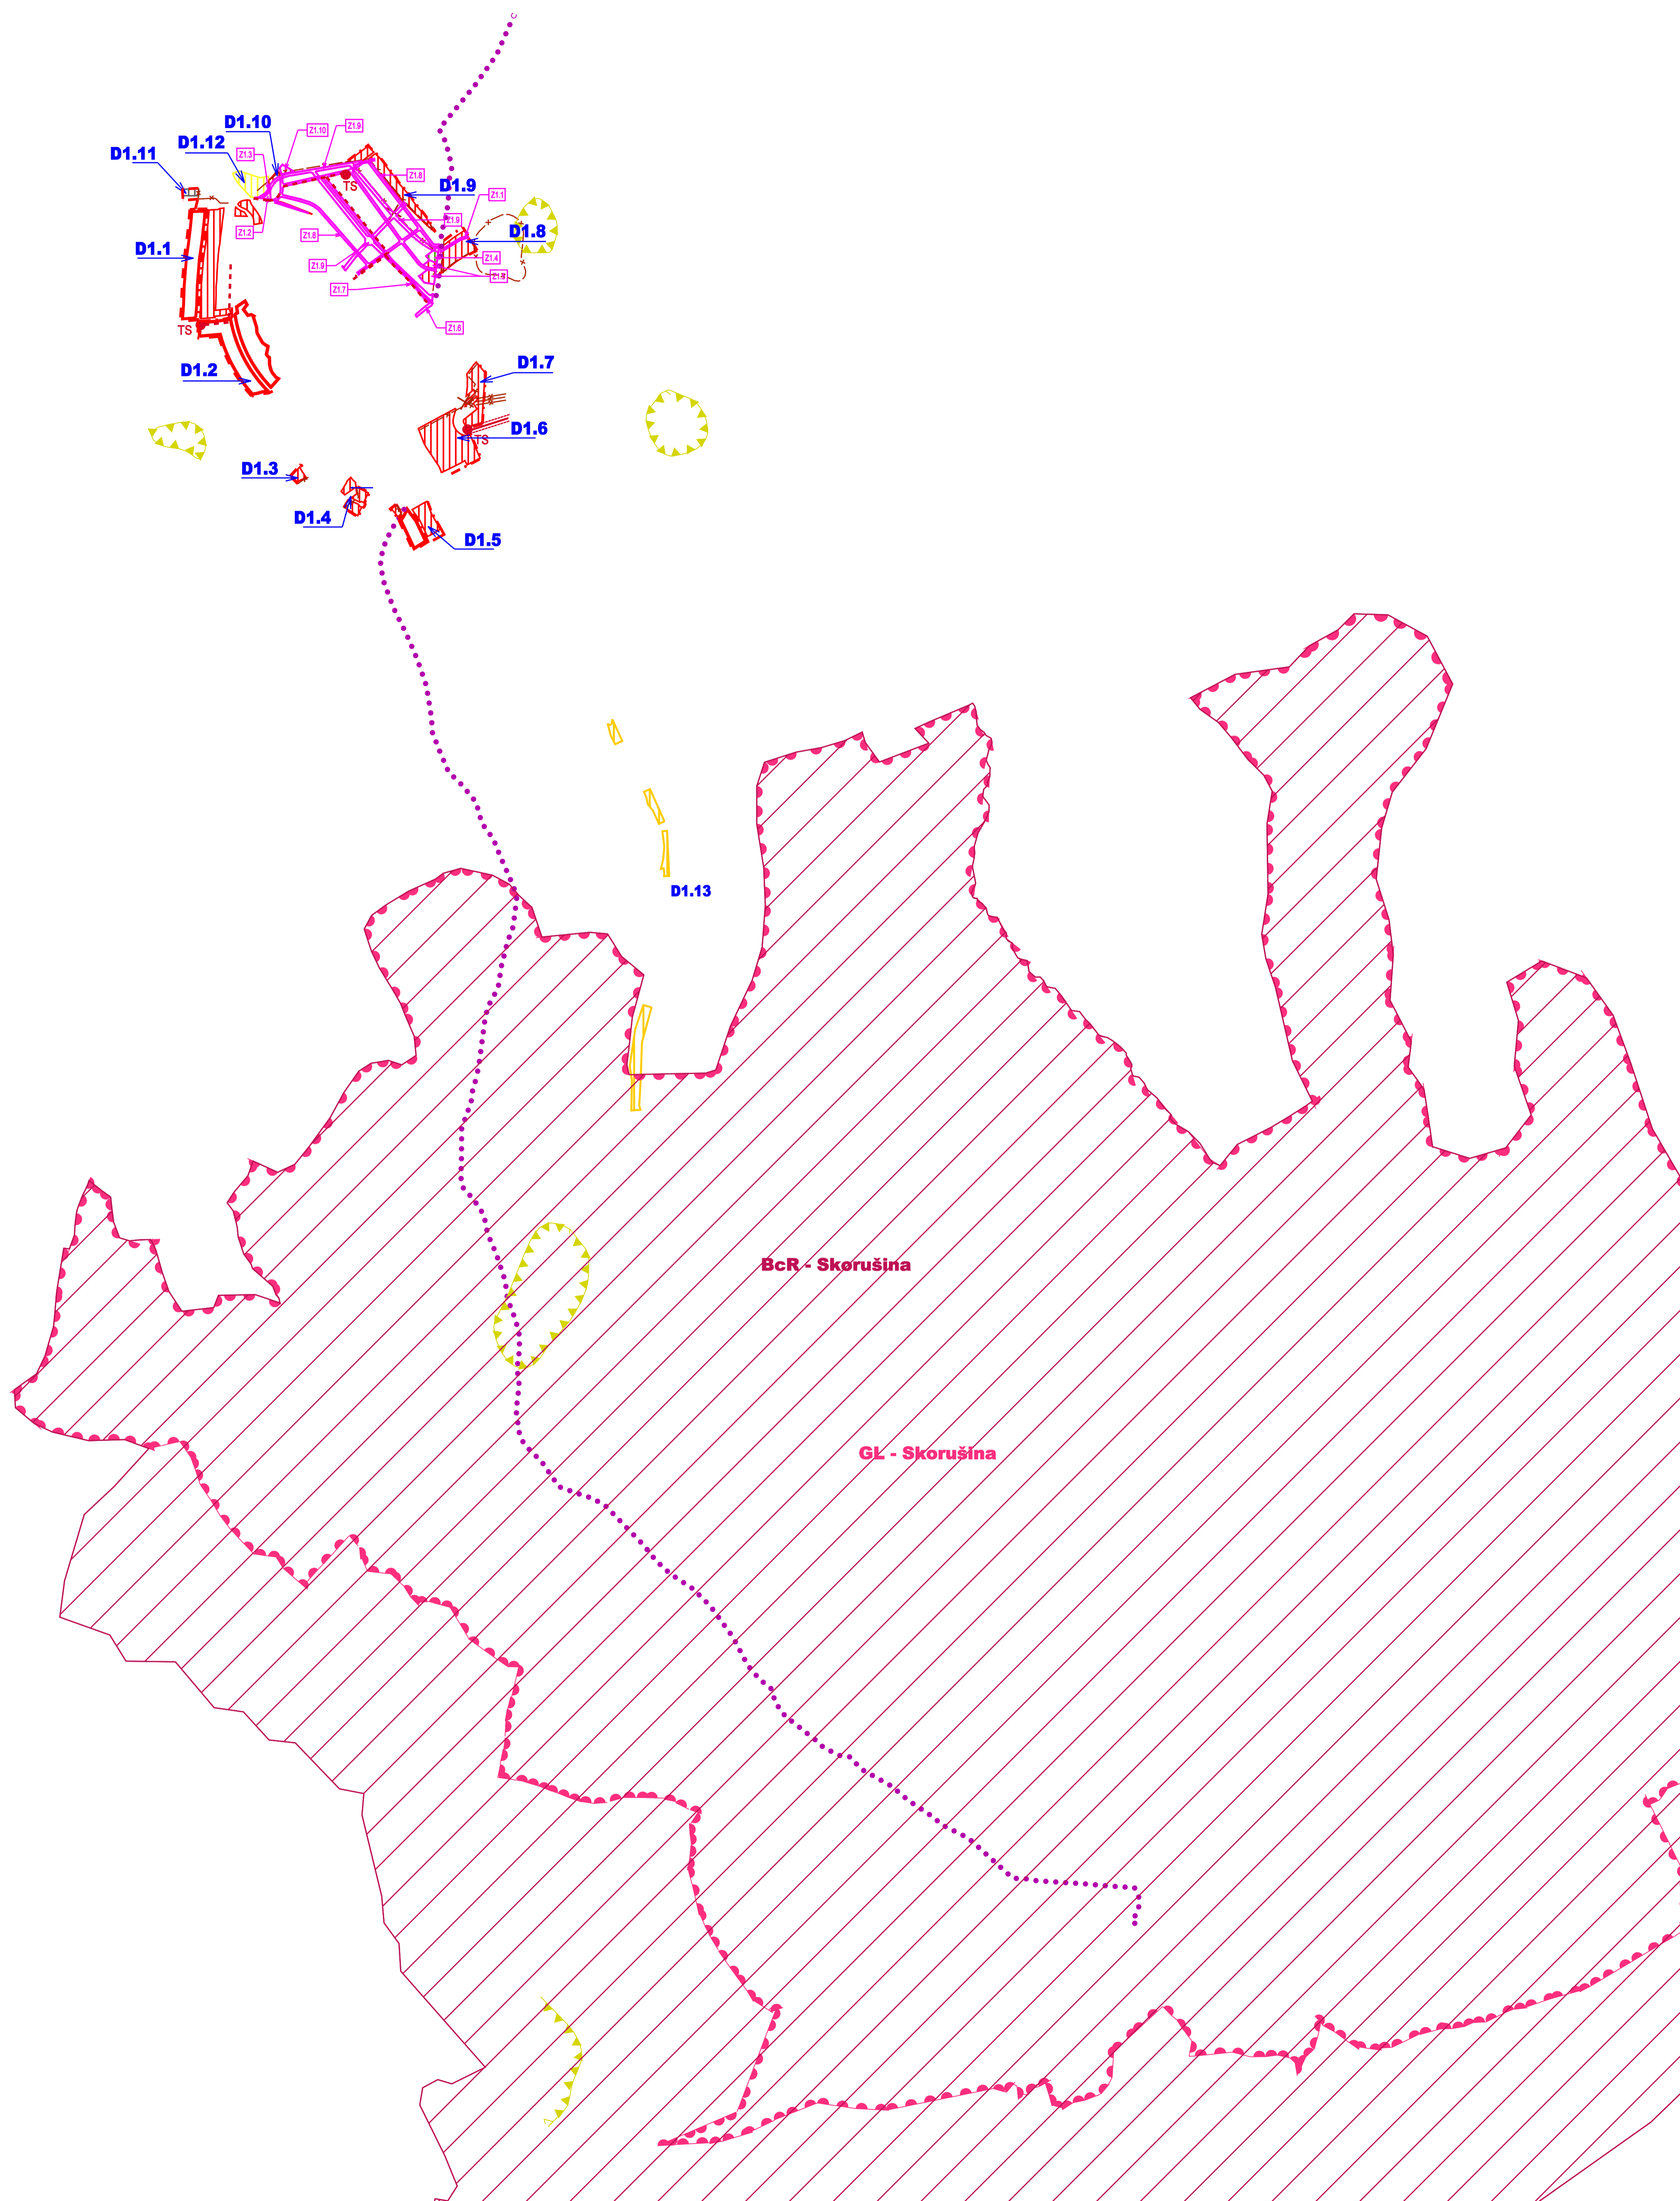 D1.10
Z1.10
Z1.9
D1.12
D1.11
Z1.3
Z1.8
TS
D1.9
Z1.1
Z1.9
Z1.2
Z1.8
D1.8
D1.1
Z1.4
Z1.9
Z1.7
Z1.6
TS
D1.2
D1.7
D1.6
TS
D1.3
D1.4
D1.5
D1.13
BcR - Skorušina
GL - Skorušina